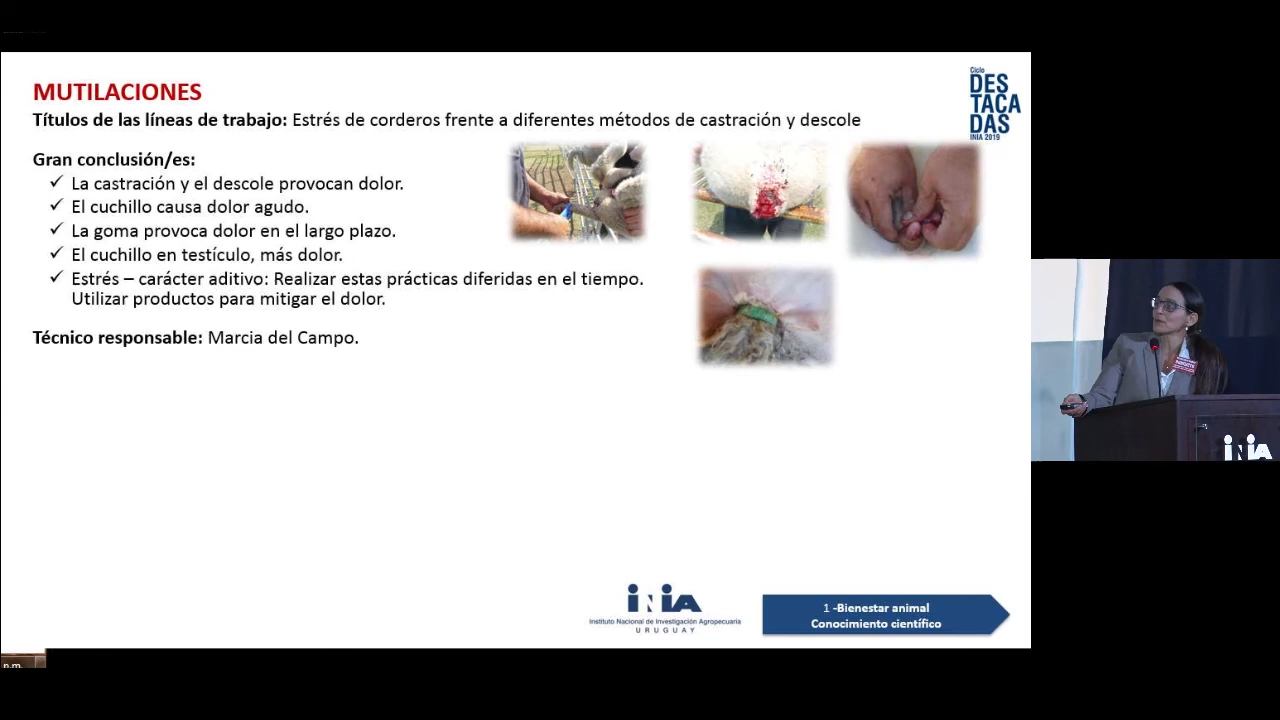 MUTILACIONES
Títulos de las líneas de trabajo: Estrés de corderos frente a diferentes métodos de castración y descole
Gran conclusión/es:
✓ La castración y el descole provocan dolor.
✓ El cuchillo causa dolor agudo.
✓ La goma provoca dolor en el largo plazo.
✓ El cuchillo en testículo, más dolor.
✓ Estrés – carácter aditivo: Realizar estas prácticas diferidas en el tiempo.
Utilizar productos para mitigar el dolor.
Técnico responsable: Marcia del Campo.
Ciclo
DES
TACA
DAS
INIA 2019
INIA
Instituto Nacional de Investigación Agropecuaria
URUGUAY
1 -Bienestar animal
Conocimiento científico
INIA
p.m.